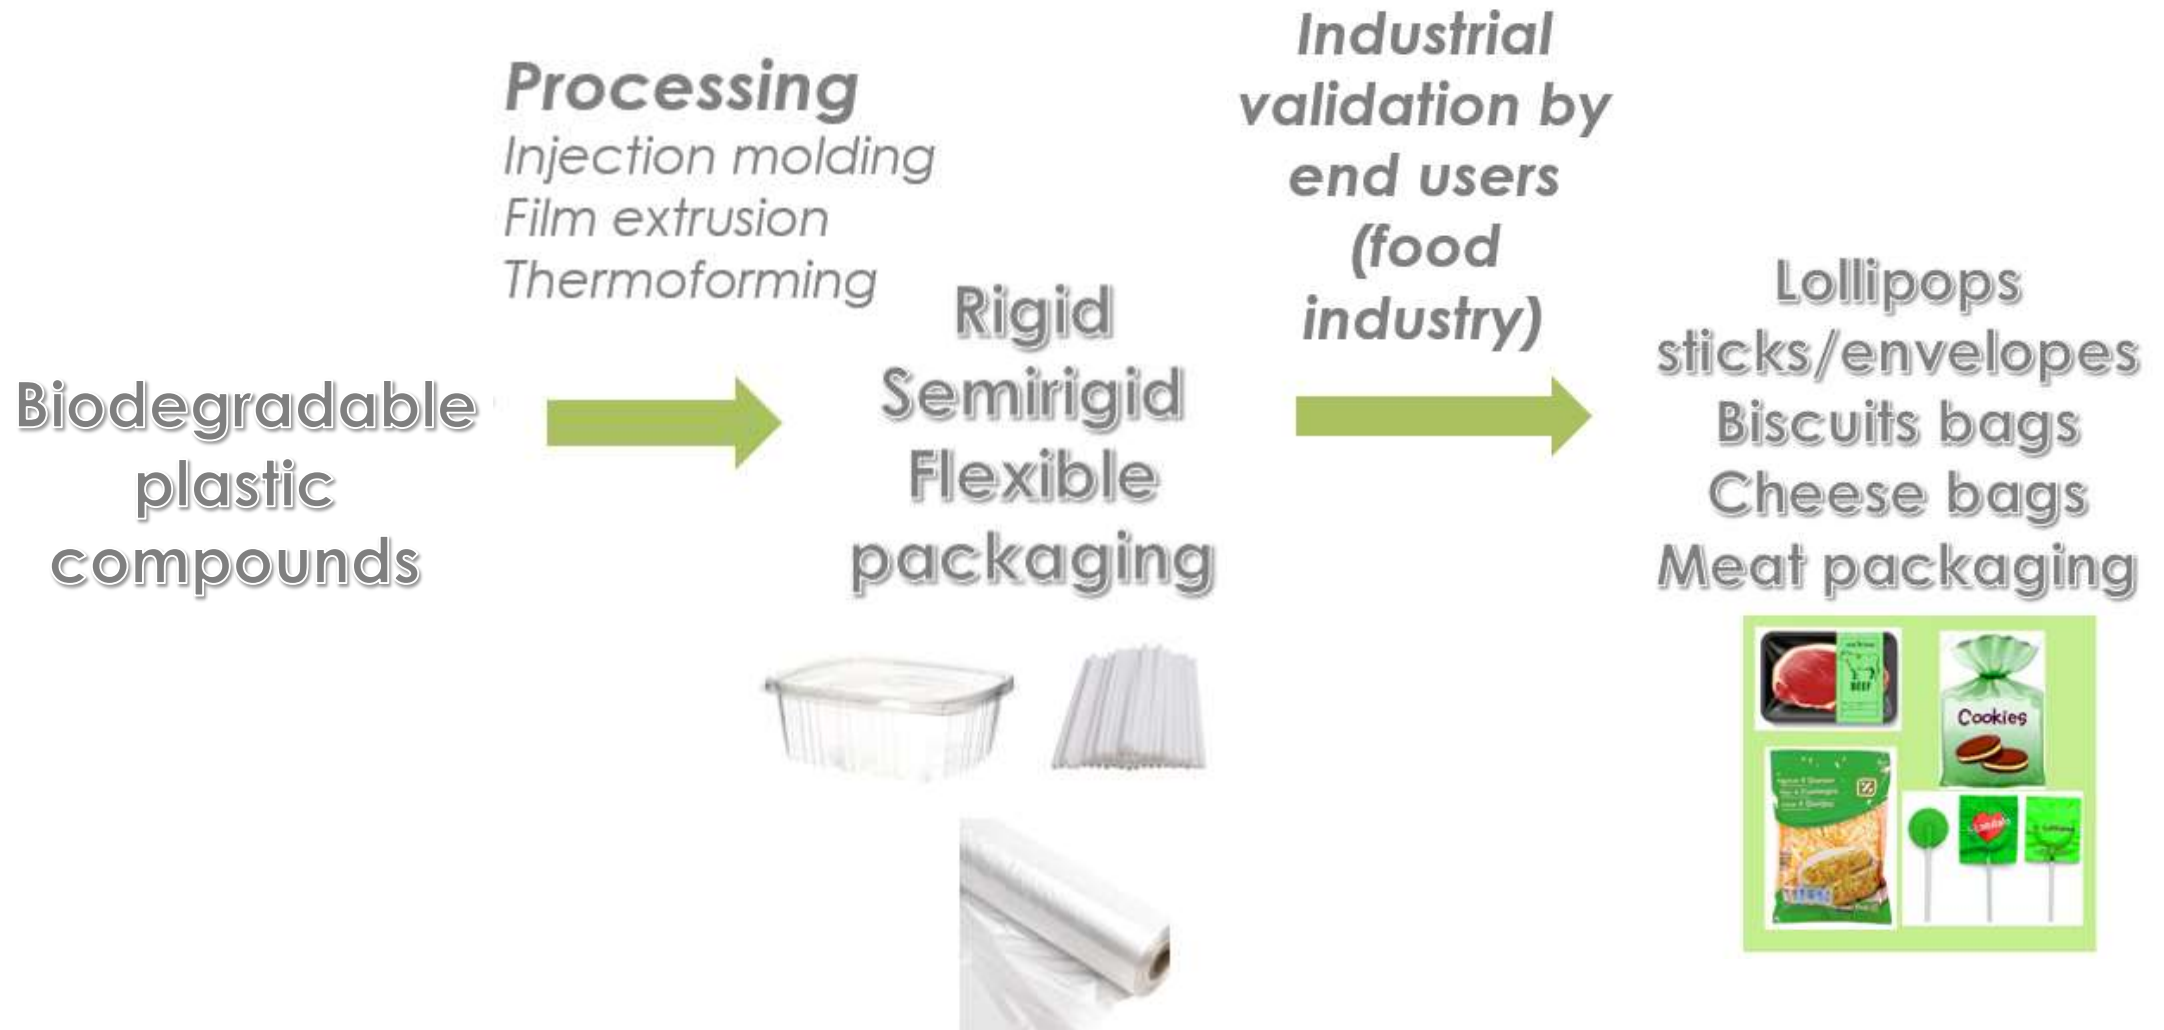 Biodegradable
plastic
compounds
Processing
Injection molding
Film extrusion
Thermoforming
Rigid
Semirigid
Flexible
packaging
Industrial
validation by
end users
(food
industry)
Lollipops
sticks/envelopes
Biscuits bags
Cheese bags
Meat packaging
BEEF
Cookies